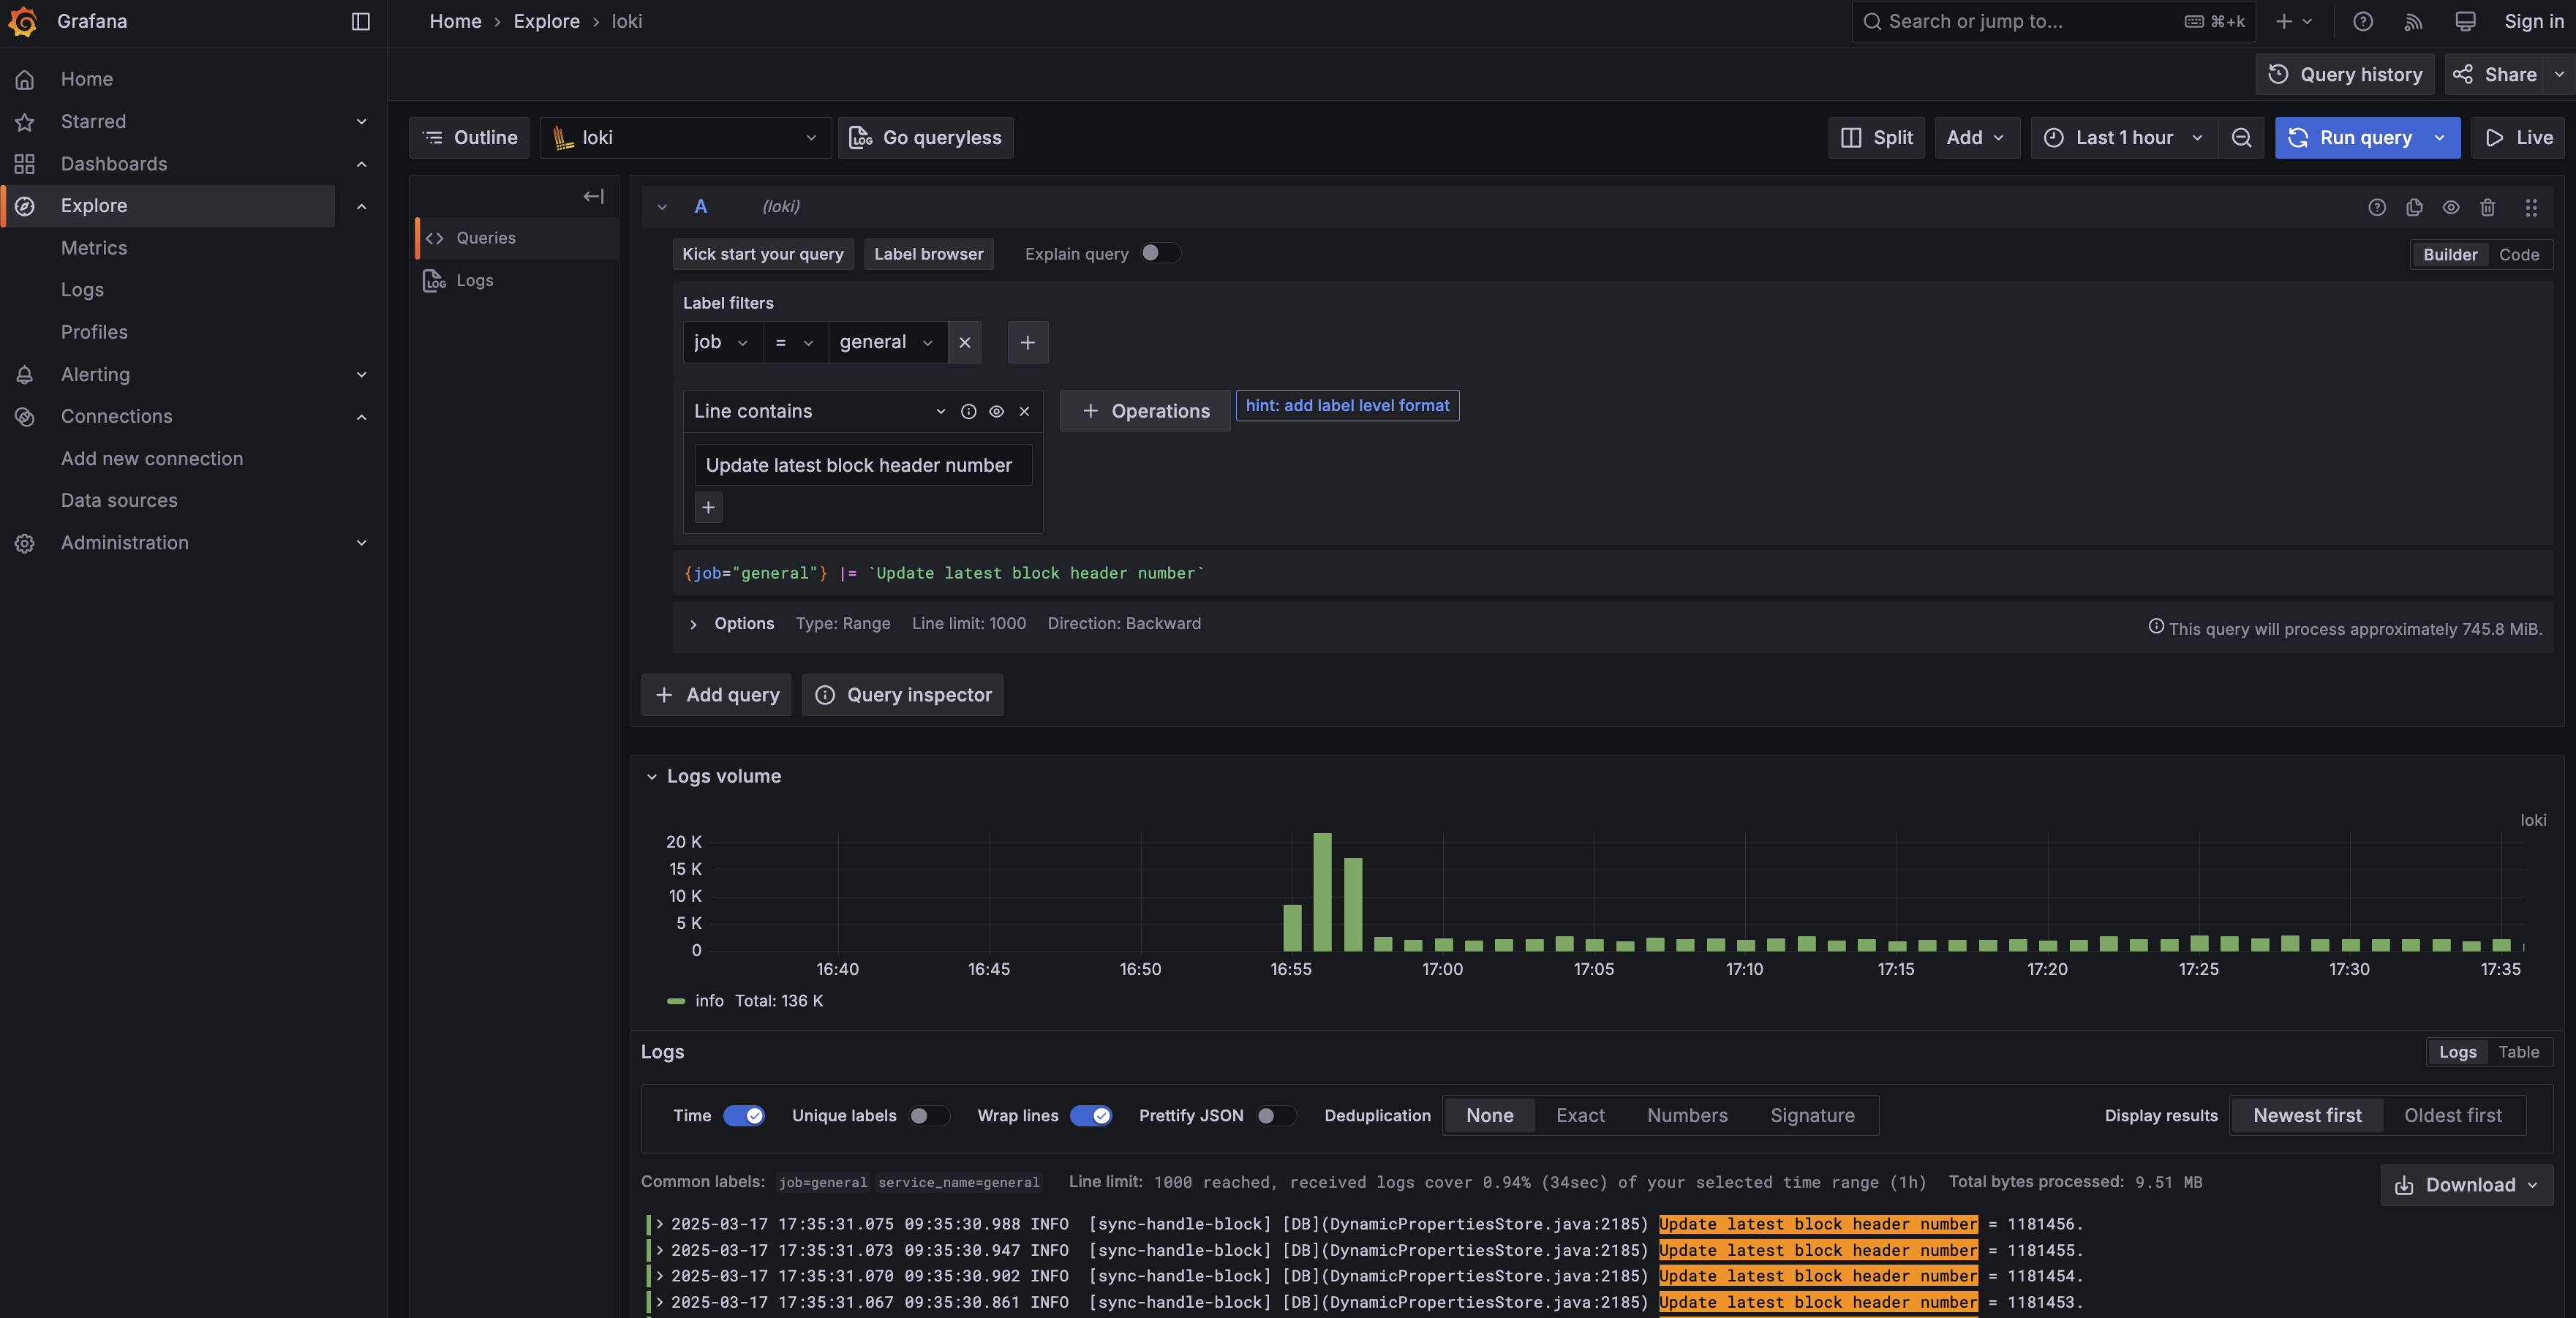 Grafana
Home › Explore › loki
Search or jump to... ⌘+k
Sign in
Query history
Share
Home
Starred
Dashboards
Explore
Metrics
Logs
Profiles
Alerting
Connections
Add new connection
Data sources
Administration
Outline
loki
Go queryless
Split
Add
Last 1 hour
Run query
Live
Queries
Logs
A (loki)
Kick start your query
Label browser
Explain query
Builder Code
Label filters
job = general
Line contains
Operations
hint: add label level format
Update latest block header number
{job="general"} |= `Update latest block header number`
Options Type: Range Line limit: 1000 Direction: Backward
This query will process approximately 745.8 MiB.
Add query
Query inspector
Logs volume
loki
20 K
15 K
10 K
5 K
0
16:40 16:45 16:50 16:55 17:00 17:05 17:10 17:15 17:20 17:25 17:30 17:35
info Total: 136 K
Logs
Logs Table
Time Unique labels Wrap lines Prettify JSON Deduplication None Exact Numbers Signature
Display results Newest first Oldest first
Common labels: job=general service_name=general Line limit: 1000 reached, received logs cover 0.94% (34sec) of your selected time range (1h) Total bytes processed: 9.51 MB
Download
2025-03-17 17:35:31.075 09:35:30.988 INFO [sync-handle-block] [DB](DynamicPropertiesStore.java:2185) Update latest block header number = 1181456.
2025-03-17 17:35:31.073 09:35:30.947 INFO [sync-handle-block] [DB](DynamicPropertiesStore.java:2185) Update latest block header number = 1181455.
2025-03-17 17:35:31.070 09:35:30.902 INFO [sync-handle-block] [DB](DynamicPropertiesStore.java:2185) Update latest block header number = 1181454.
2025-03-17 17:35:31.067 09:35:30.861 INFO [sync-handle-block] [DB](DynamicPropertiesStore.java:2185) Update latest block header number = 1181453.